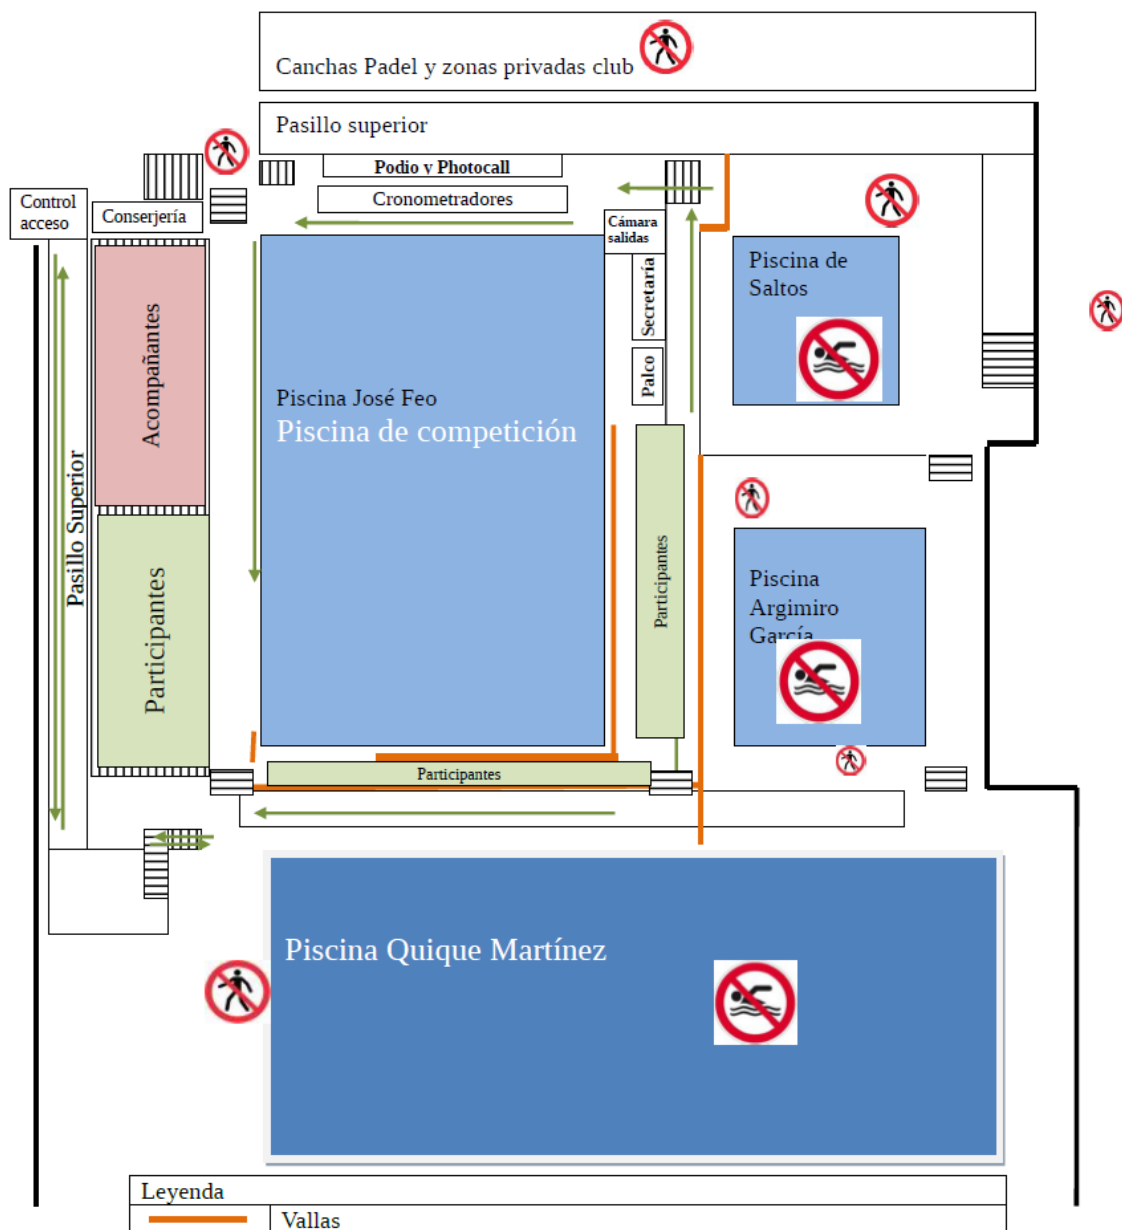 Canchas Padel y zonas privadas club
Pasillo superior
Podio y Photocall
Cronometradores
Control
acceso
Conserjería
Cámara
salidas
Secretaría
Palco
Piscina de
Saltos
Acompañantes
Pasillo Superior
Participantes
Piscina José Feo
Piscina de competición
Participantes
Piscina
Argimiro
García
Participantes
Piscina Quique Martínez
Leyenda
Vallas